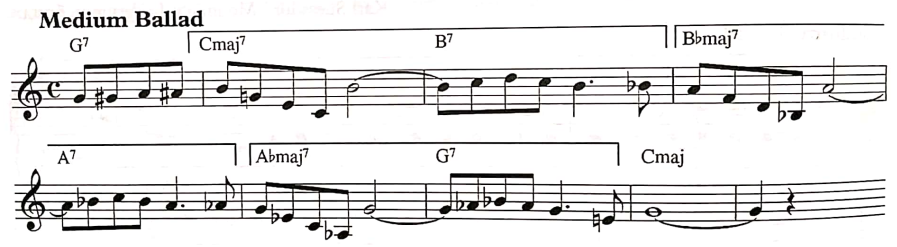 Medium Ballad
G7 Cmaj7 B7 B♭maj7
A7 A♭maj7 G7 Cmaj